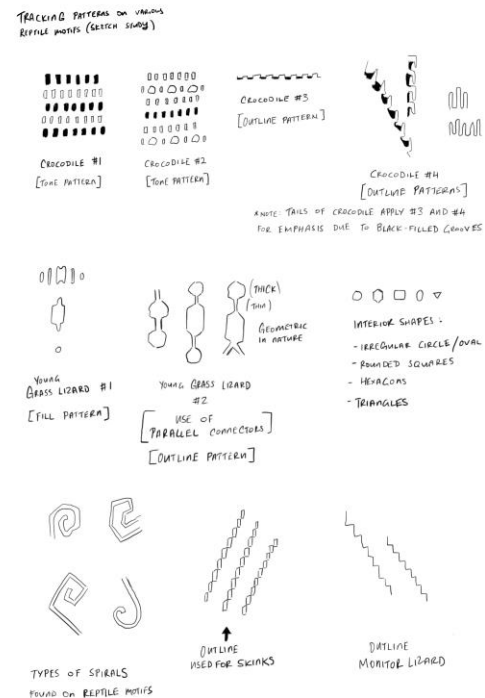 TRACKING PATTERNS ON VARIOUS
REPTILE MOTIFS (SKETCH STUDY)
CROCODILE #1
[TONE PATTERN]
CROCODILE #2
[TONE PATTERN]
CROCODILE #3
[OUTLINE PATTERN]
CROCODILE #4
[OUTLINE PATTERNS]
*NOTE: TAILS OF CROCODILE APPLY #3 AND #4
FOR EMPHASIS DUE TO BLACK-FILLED GROOVES
YOUNG
GRASS LIZARD #1
[FILL PATTERN]
(THICK)
(THIN)
GEOMETRIC
IN NATURE
YOUNG GRASS LIZARD
#2
[USE OF
PARALLEL CONNECTORS]
[OUTLINE PATTERN]
INTERIOR SHAPES:
- IRREGULAR CIRCLE/OVAL
- ROUNDED SQUARES
- HEXAGONS
- TRIANGLES
TYPES OF SPIRALS
FOUND ON REPTILE MOTIFS
OUTLINE
USED FOR SKINKS
OUTLINE
MONITOR LIZARD